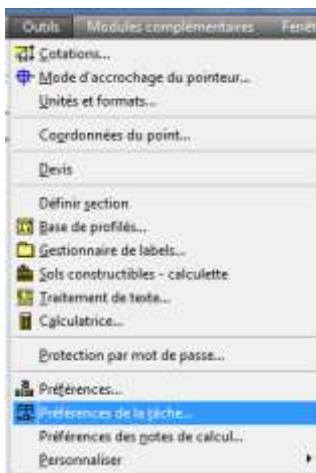 Outils Modules complémentaires Fenêt
Cotations...
Mode d'accrochage du pointeur...
Unités et formats...
Coordonnées du point...
Devis
Définir section
Base de profilés...
Gestionnaire de labels...
Sols constructibles - calculette
Traitement de texte...
Calculatrice...
Protection par mot de passe...
Préférences...
Préférences de la tâche...
Préférences des notes de calcul...
Personnaliser